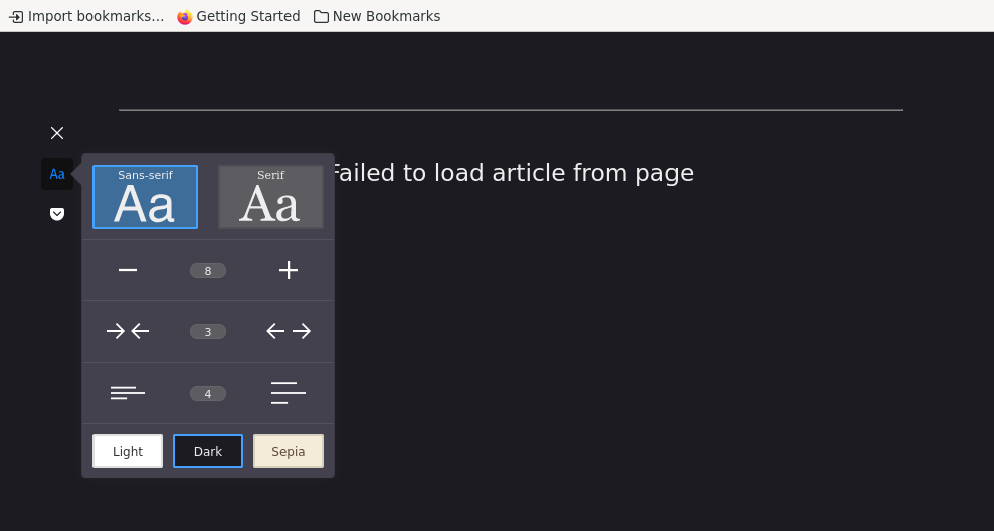 Import bookmarks...
Getting Started
New Bookmarks
Failed to load article from page
Aa
Sans-serif
Aa
Serif
Aa
8
3
4
Light
Dark
Sepia